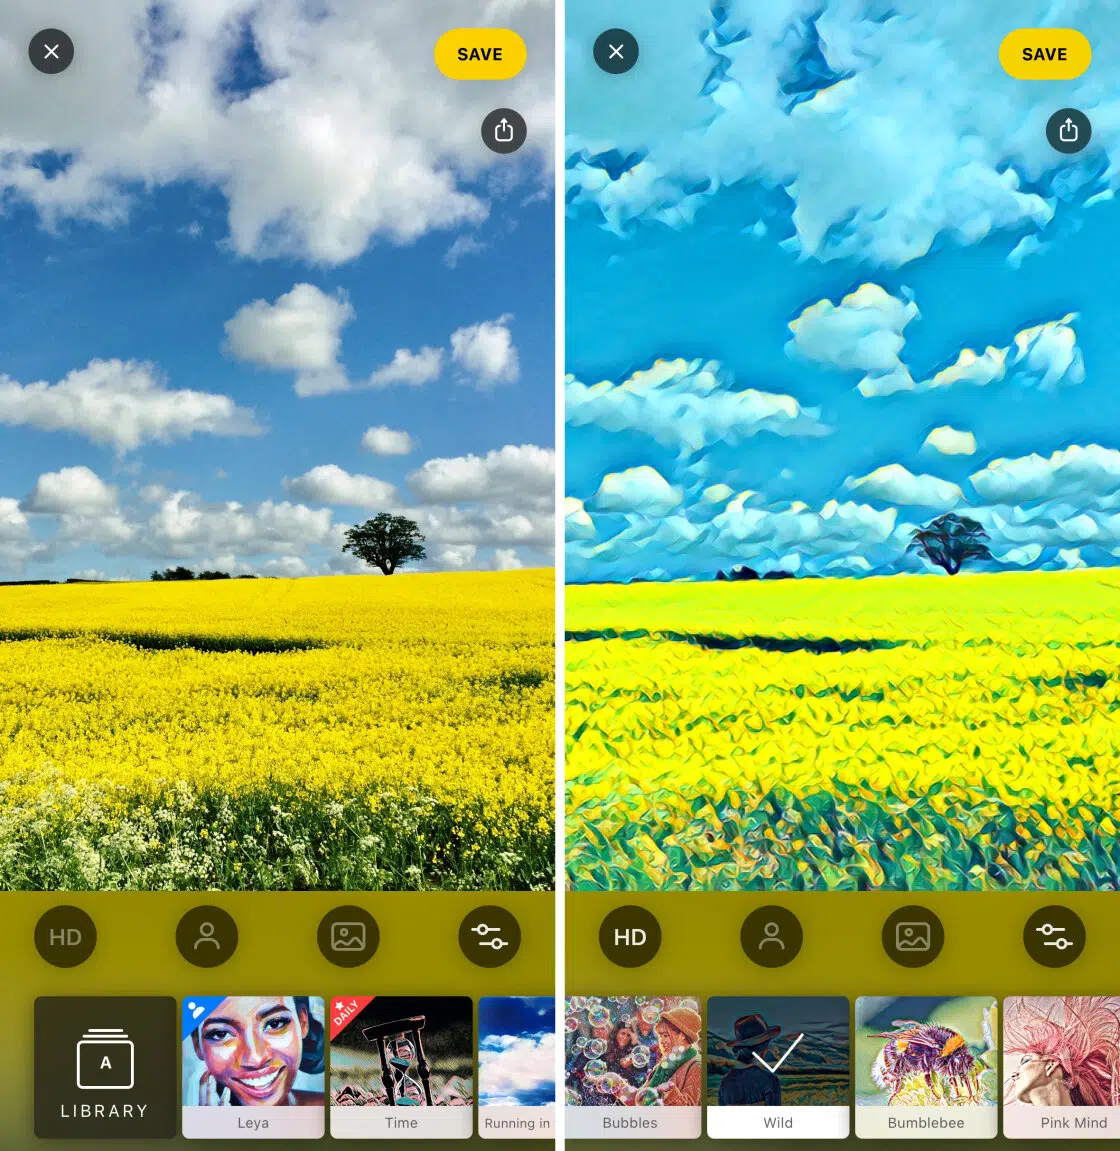 SAVE
HD
A
LIBRARY
DAILY
Leya
Time
Running in
SAVE
HD
Bubbles
Wild
Bumblebee
Pink Mind